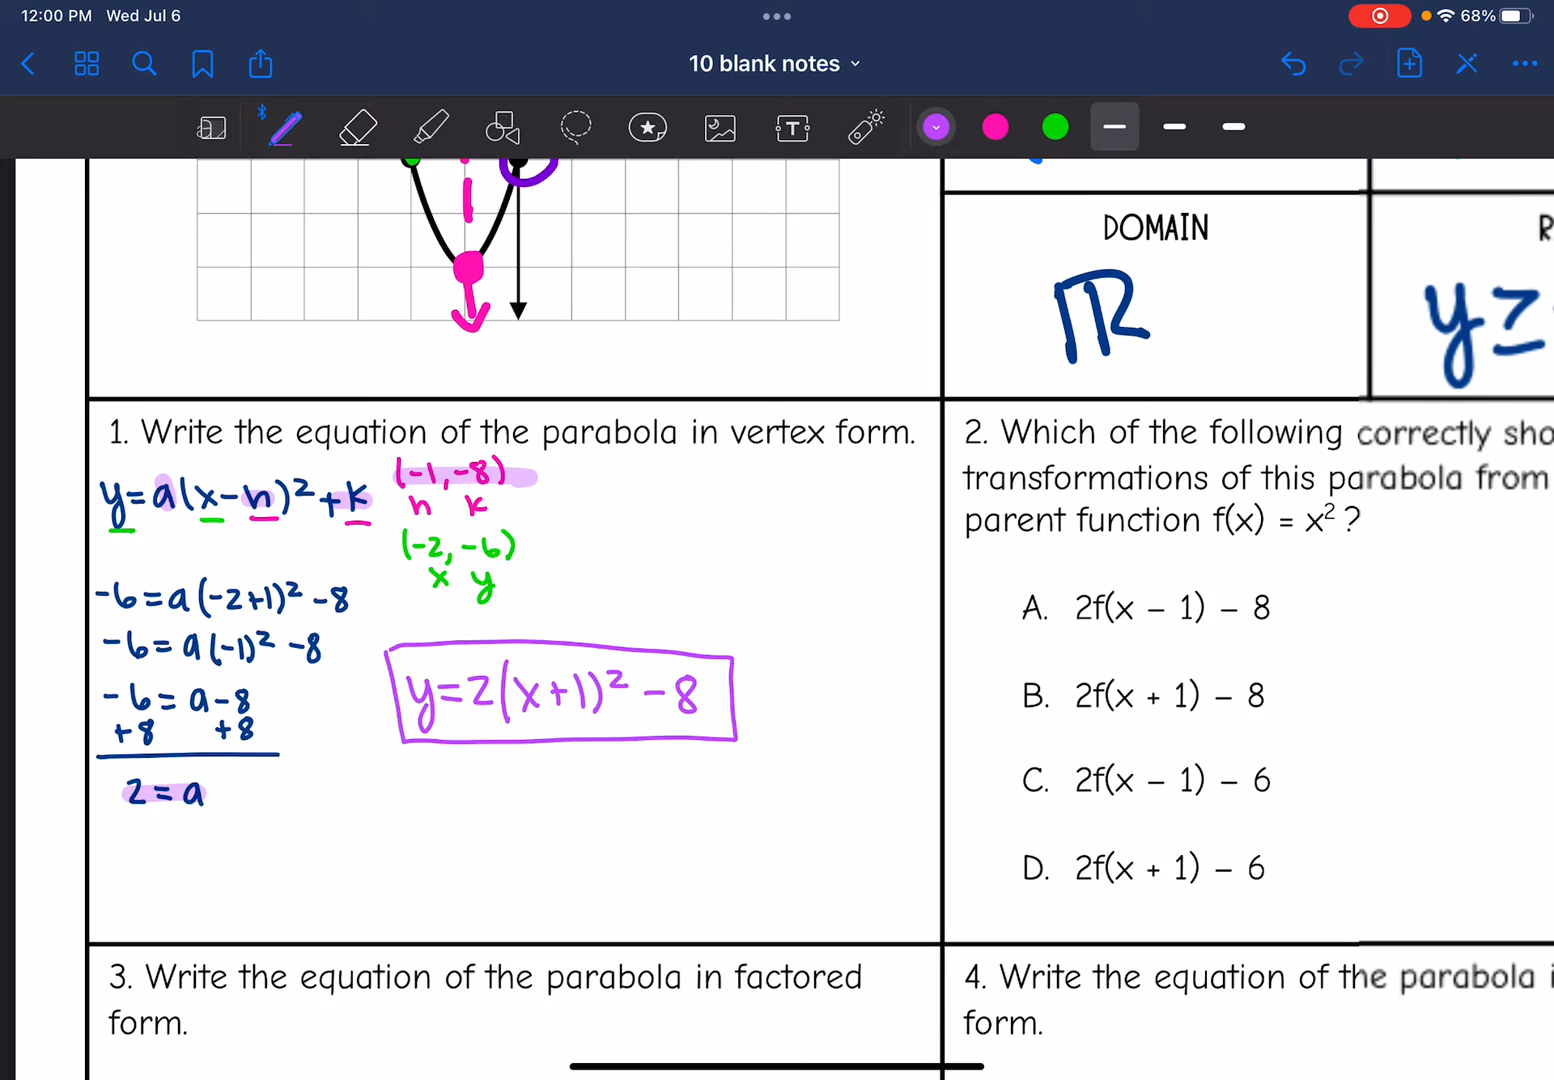 12:00 PM Wed Jul 6
68%
10 blank notes
T
DOMAIN
R
ℝ
y ≥
1. Write the equation of the parabola in vertex form.
y = a(x - h)² + k
(-1, -8)
h k
(-2, -6)
x y
-6 = a(-2+1)² - 8
-6 = a(-1)² - 8
-6 = a - 8
+8 +8
2 = a
y = 2(x+1)² - 8
2. Which of the following correctly sho
transformations of this parabola from
parent function f(x) = x² ?
A. 2f(x − 1) − 8
B. 2f(x + 1) − 8
C. 2f(x − 1) − 6
D. 2f(x + 1) − 6
3. Write the equation of the parabola in factored
form.
4. Write the equation of the parabola i
form.